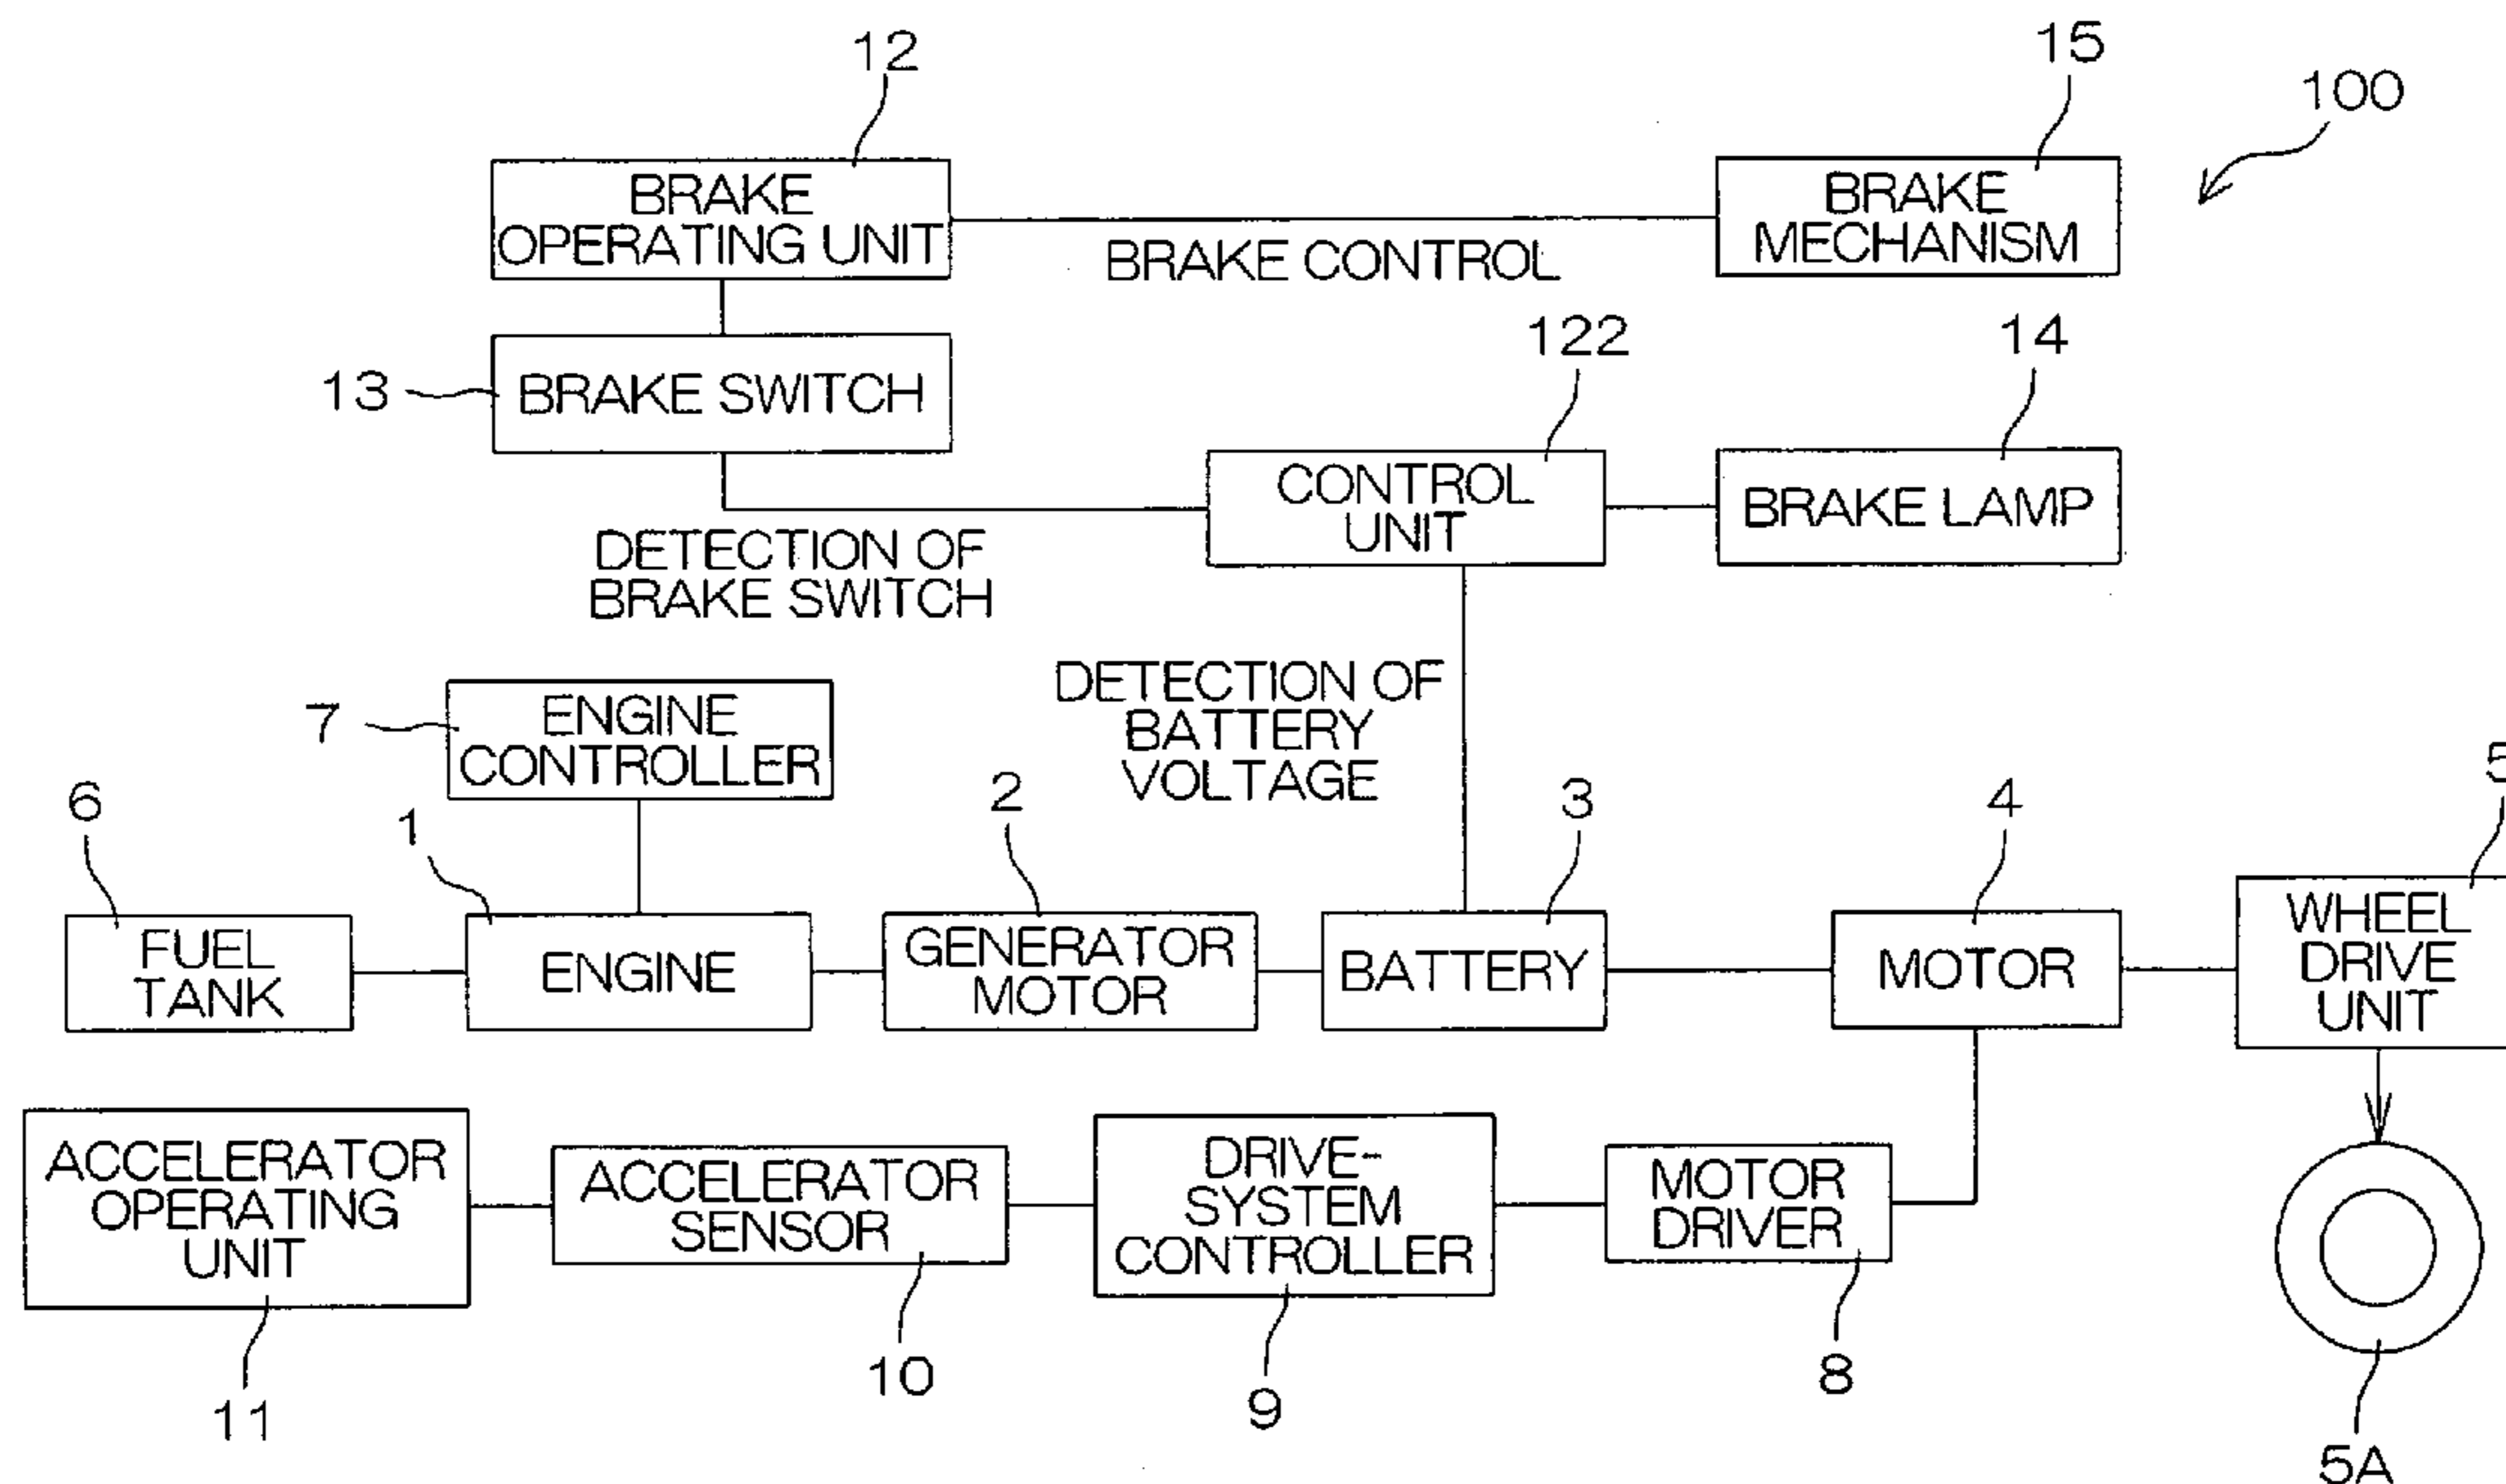 12
15
100
BRAKE
OPERATING UNIT
BRAKE
MECHANISM
BRAKE CONTROL
122
14
13
BRAKE SWITCH
CONTROL
UNIT
BRAKE LAMP
DETECTION OF
BRAKE SWITCH
DETECTION OF
BATTERY
VOLTAGE
7
ENGINE
CONTROLLER
6
1
2
3
4
5
FUEL
TANK
ENGINE
GENERATOR
MOTOR
BATTERY
MOTOR
WHEEL
DRIVE
UNIT
ACCELERATOR
OPERATING
UNIT
ACCELERATOR
SENSOR
DRIVE-
SYSTEM
CONTROLLER
MOTOR
DRIVER
11
10
9
8
5A